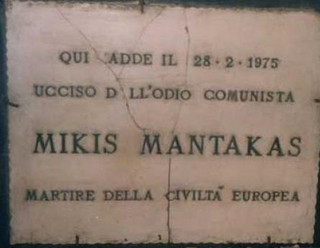 QUI ADDE IL 28·2·1975
UCCISO D LL'ODIO COMUNISTA
MIKIS MANTAKAS
MARTIRE DELLA CIVILTÀ EUROPEA